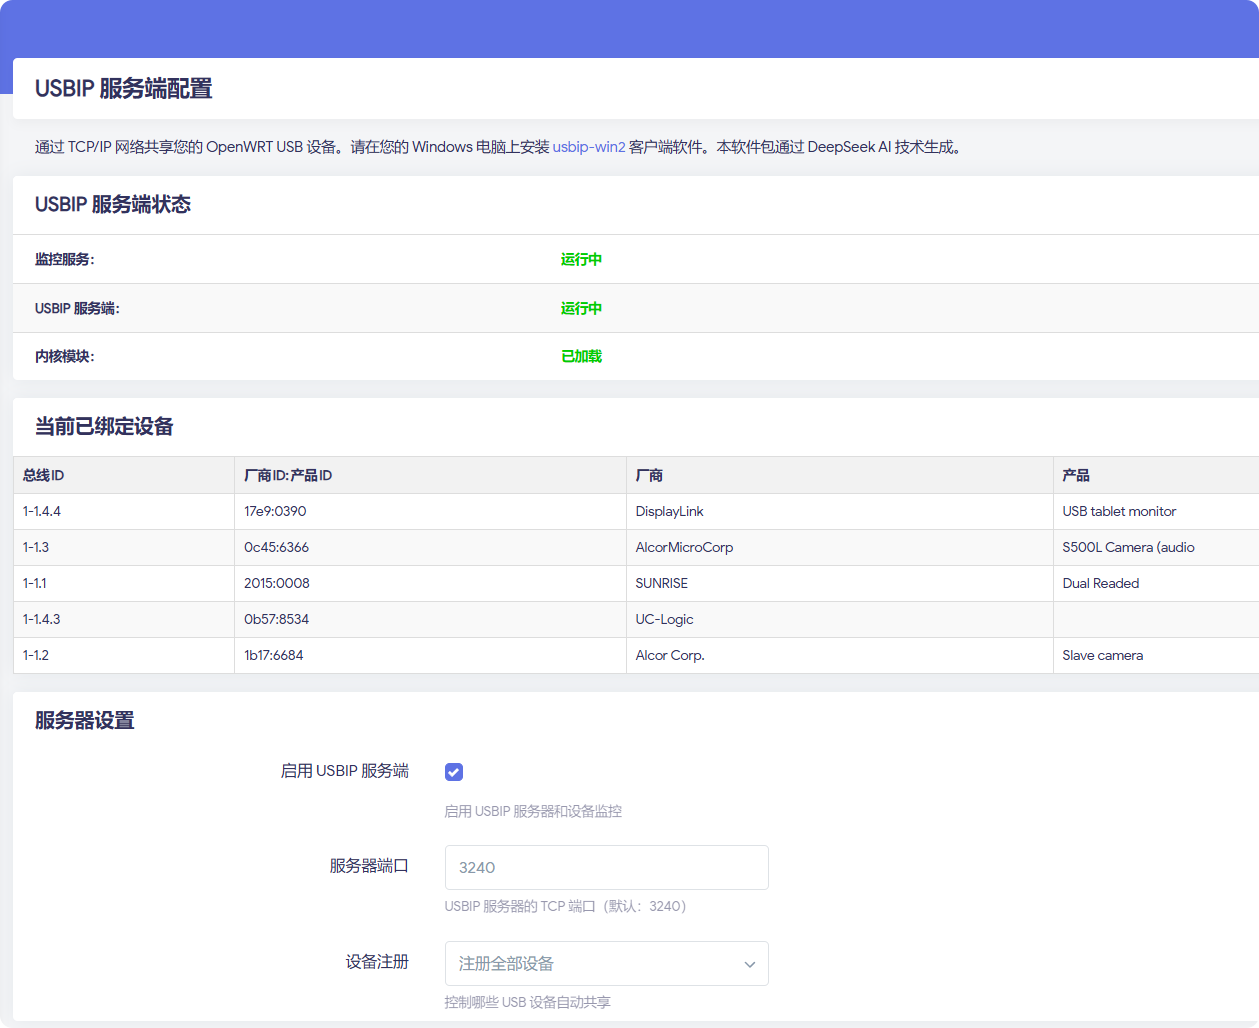 USBIP 服务端配置
通过 TCP/IP 网络共享您的 OpenWRT USB 设备。请在您的 Windows 电脑上安装 usbip-win2 客户端软件。本软件包通过 DeepSeek AI 技术生成。
USBIP 服务端状态
监控服务: 运行中
USBIP 服务端: 运行中
内核模块: 已加载
当前已绑定设备
总线ID 厂商ID:产品ID 厂商 产品
1-1.4.4 17e9:0390 DisplayLink USB tablet monitor
1-1.3 0c45:6366 AlcorMicroCorp S500L Camera (audio
1-1.1 2015:0008 SUNRISE Dual Readed
1-1.4.3 0b57:8534 UC-Logic
1-1.2 1b17:6684 Alcor Corp. Slave camera
服务器设置
启用 USBIP 服务端
启用 USBIP 服务器和设备监控
服务器端口 3240
USBIP 服务器的 TCP 端口（默认：3240）
设备注册 注册全部设备
控制哪些 USB 设备自动共享